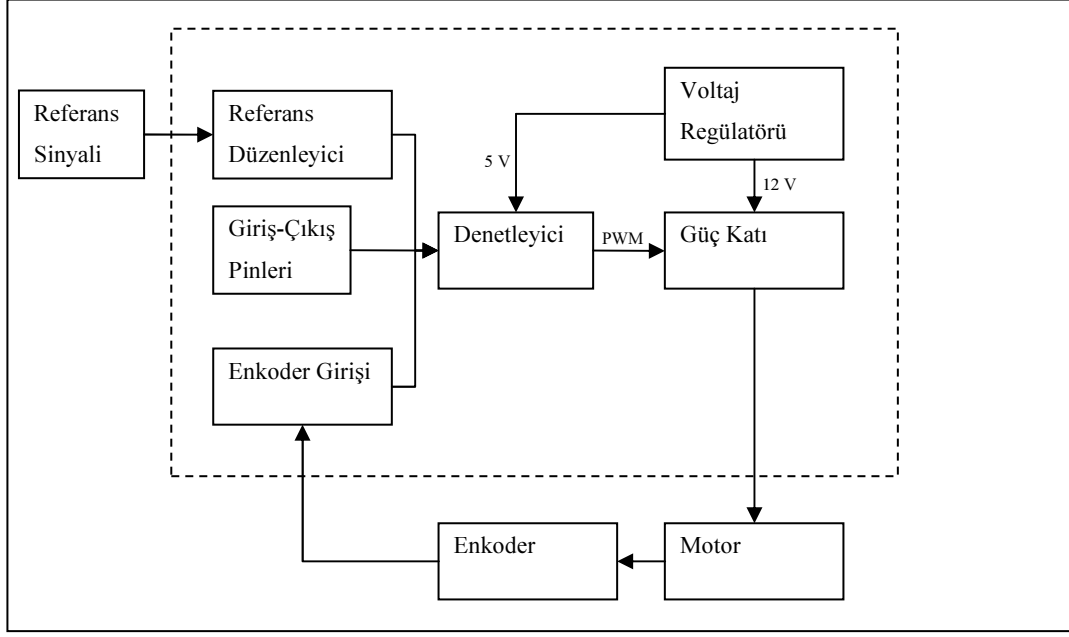 Referans
Sinyali
Referans
Düzenleyici
Voltaj
Regülatörü
5 V
12 V
Giriş-Çıkış
Pinleri
Denetleyici
PWM
Güç Katı
Enkoder Girişi
Enkoder
Motor